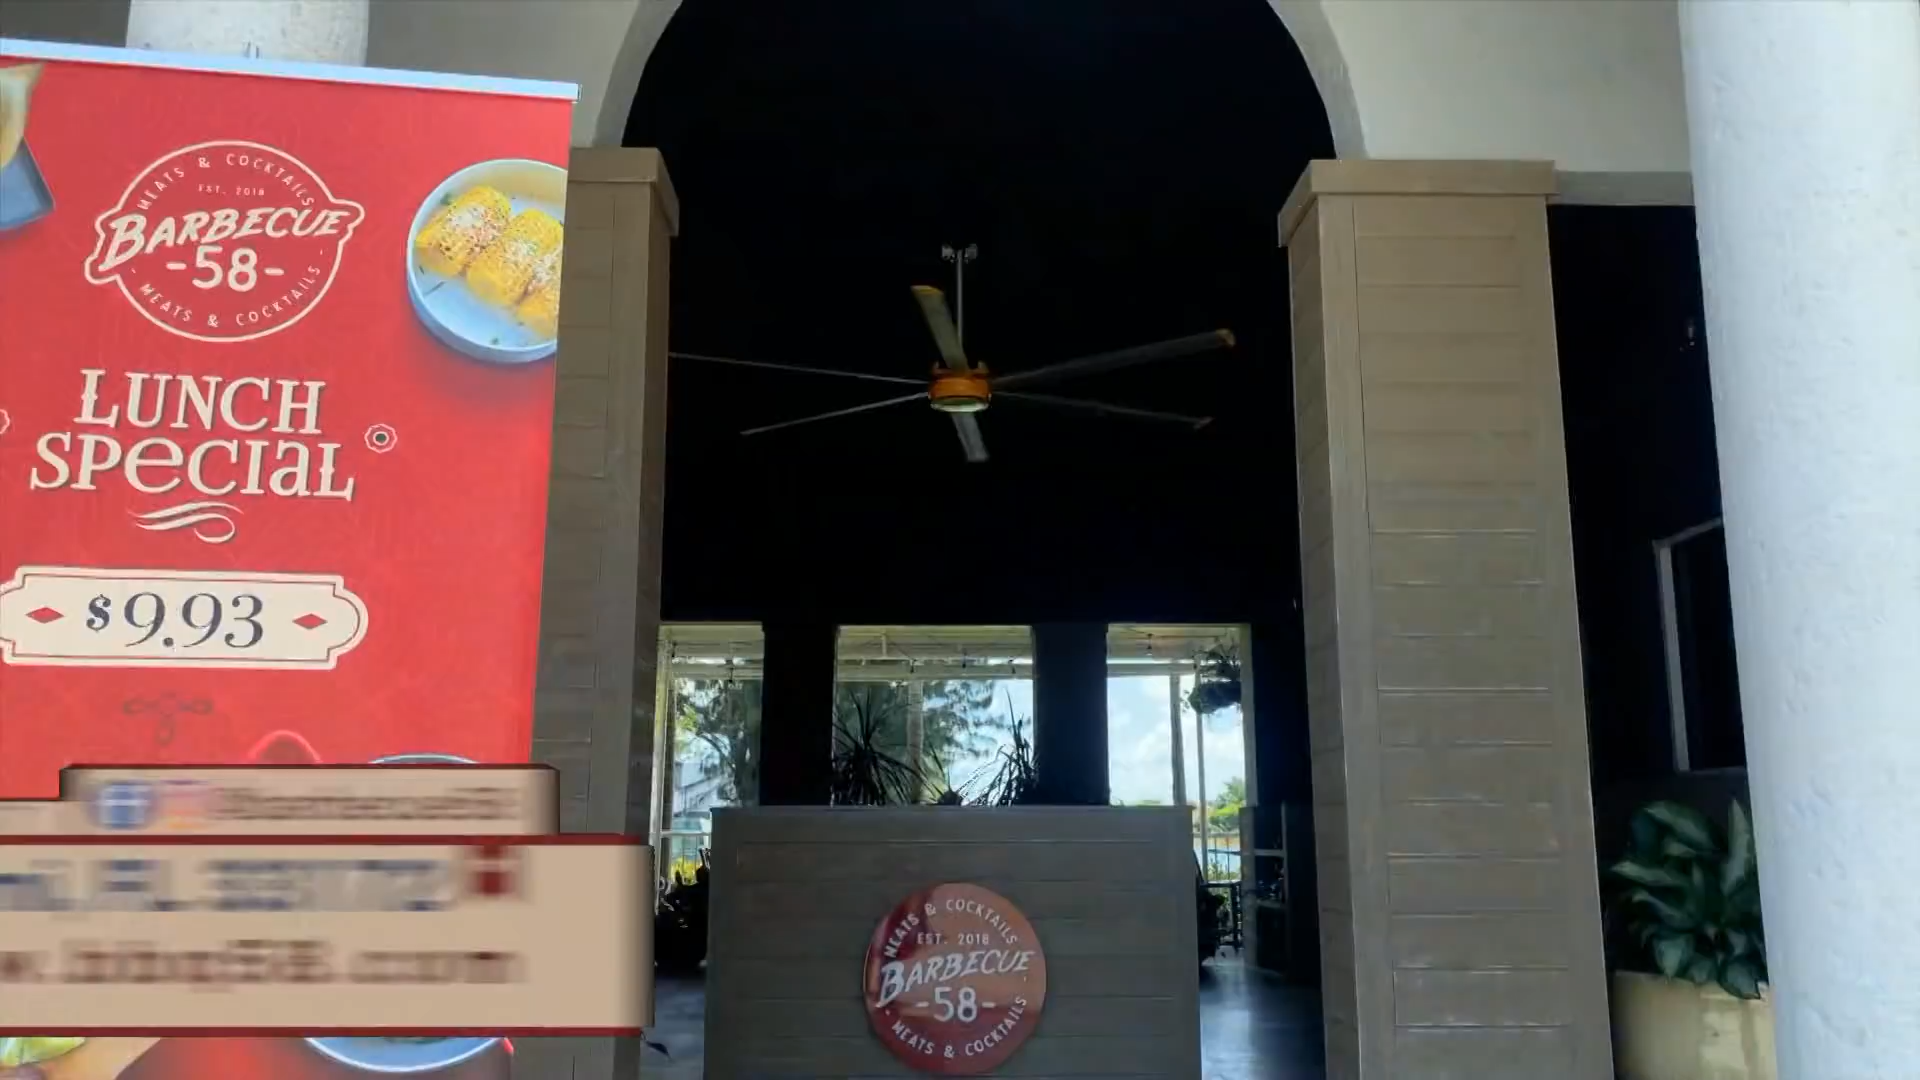 MEATS & COCKTAILS
EST. 2018
BARBECUE
-58-
MEATS & COCKTAILS
LUNCH
SPECIAL
$9.93
MEATS & COCKTAILS
EST. 2018
BARBECUE
-58-
MEATS & COCKTAILS